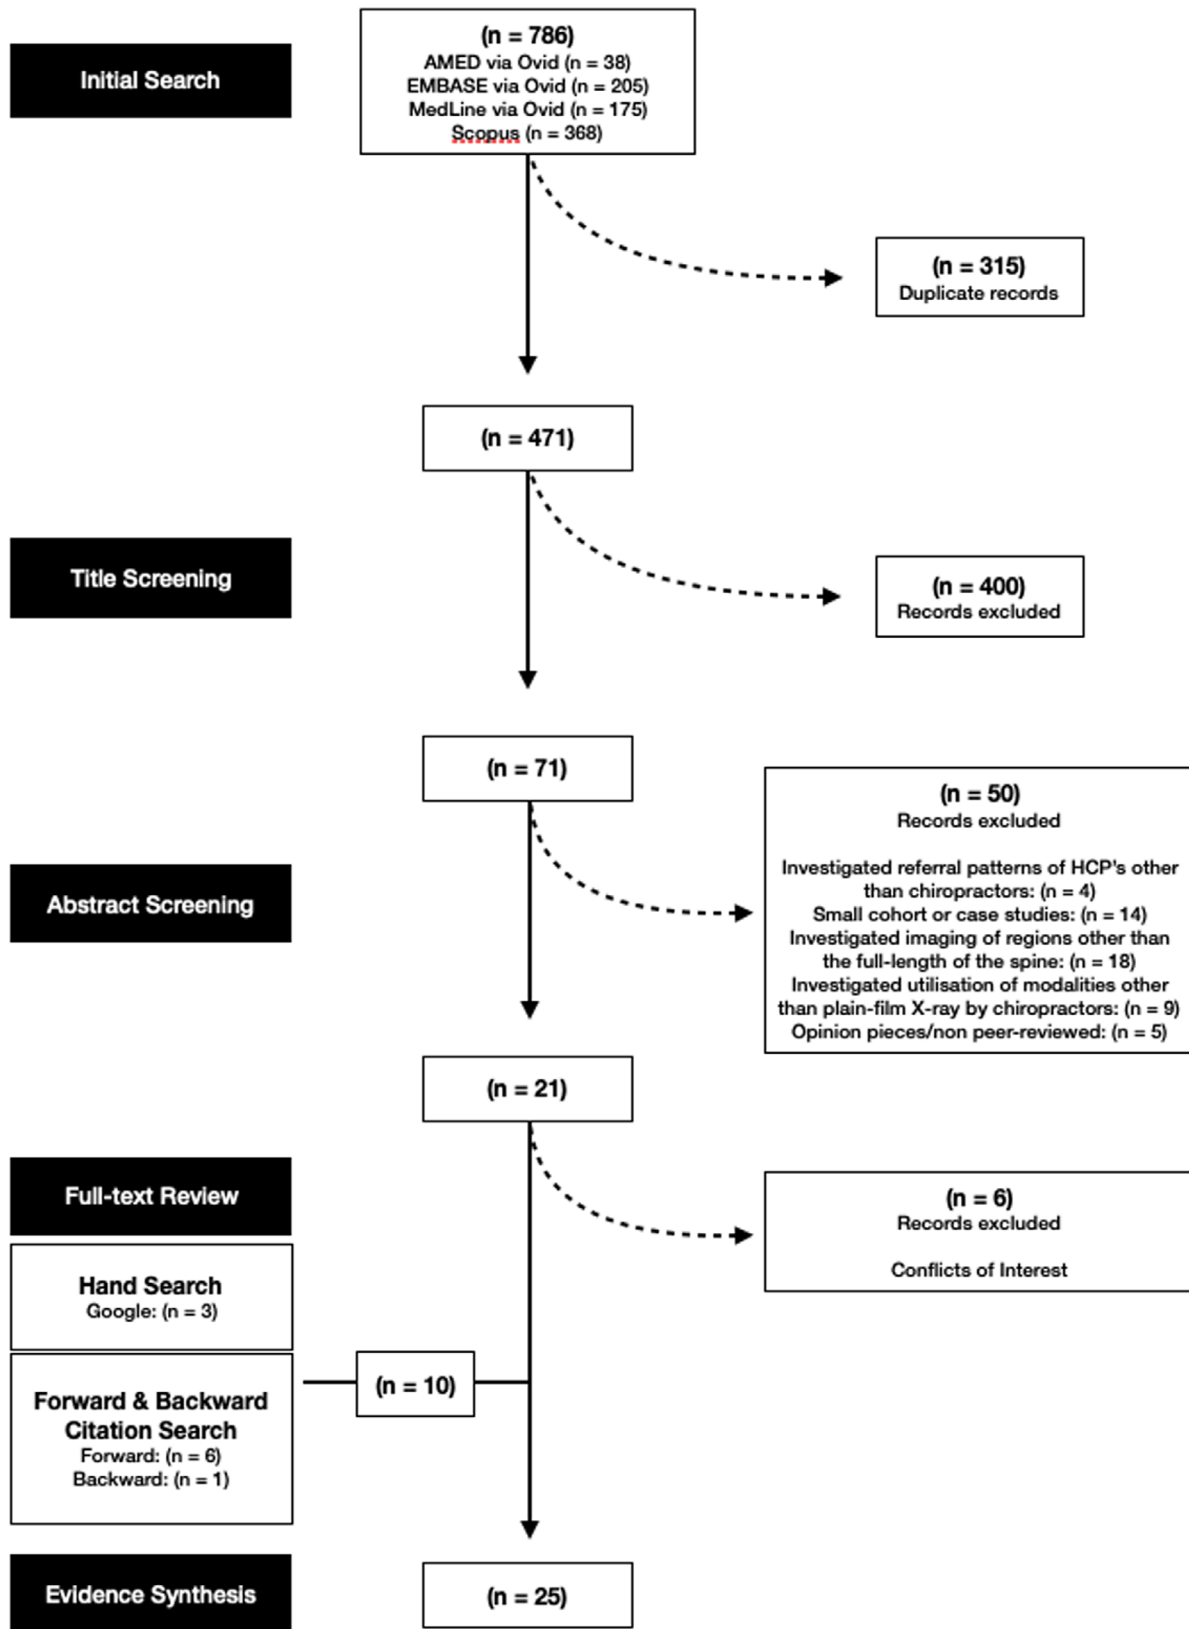 Initial Search
(n = 786)
AMED via Ovid (n = 38)
EMBASE via Ovid (n = 205)
MedLine via Ovid (n = 175)
Scopus (n = 368)
(n = 315)
Duplicate records
(n = 471)
Title Screening
(n = 400)
Records excluded
(n = 71)
Abstract Screening
(n = 50)
Records excluded
Investigated referral patterns of HCP's other
than chiropractors: (n = 4)
Small cohort or case studies: (n = 14)
Investigated imaging of regions other than
the full-length of the spine: (n = 18)
Investigated utilisation of modalities other
than plain-film X-ray by chiropractors: (n = 9)
Opinion pieces/non peer-reviewed: (n = 5)
(n = 21)
Full-text Review
(n = 6)
Records excluded
Conflicts of Interest
Hand Search
Google: (n = 3)
Forward & Backward
Citation Search
Forward: (n = 6)
Backward: (n = 1)
(n = 10)
Evidence Synthesis
(n = 25)